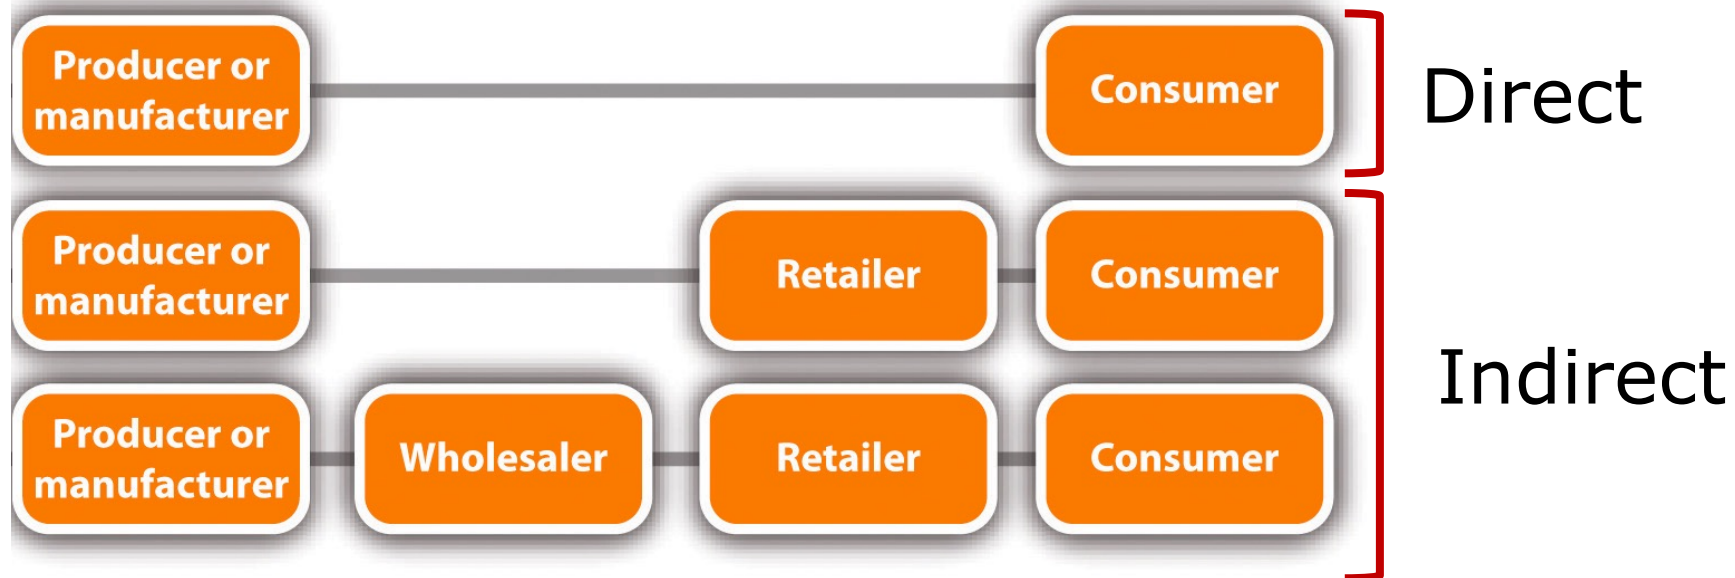 Producer or
manufacturer
Consumer
Direct
Producer or
manufacturer
Retailer
Consumer
Indirect
Producer or
manufacturer
Wholesaler
Retailer
Consumer